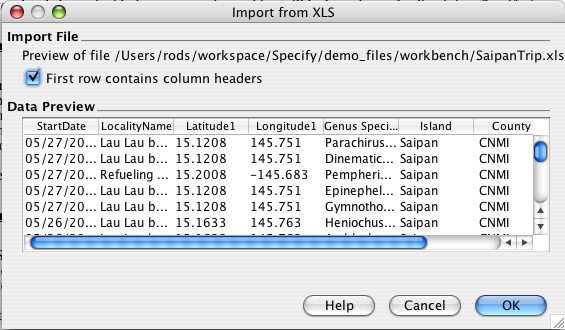 Import from XLS
Import File
Preview of file /Users/rods/workspace/Specify/demo_files/workbench/SaipanTrip.xls
First row contains column headers
Data Preview
StartDate LocalityName Latitude1 Longitude1 Genus Speci... Island County
05/27/20... Lau Lau b... 15.1208 145.751 Parachirus... Saipan CNMI
05/27/20... Lau Lau b... 15.1208 145.751 Dinematic... Saipan CNMI
05/27/20... Refueling ... 15.2008 -145.683 Pempheri... Saipan CNMI
05/27/20... Lau Lau b... 15.1208 145.751 Epinephel... Saipan CNMI
05/27/20... Lau Lau b... 15.1208 145.751 Gymnotho... Saipan CNMI
05/26/20... Lau Lau b... 15.1633 145.763 Heniochus... Saipan CNMI
Help Cancel OK